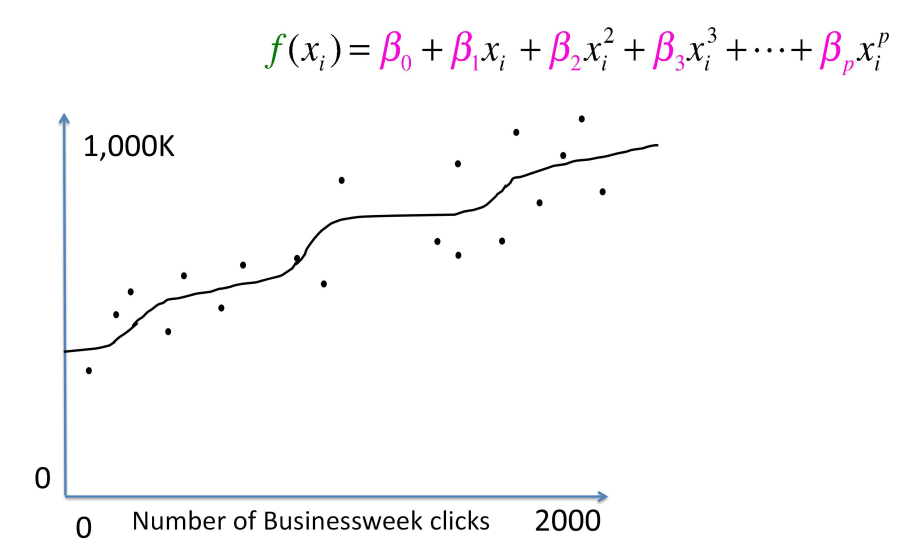 f(xᵢ) = β₀ + β₁xᵢ + β₂xᵢ² + β₃xᵢ³ + ⋯ + βₚxᵢᵖ
1,000K
0
0 Number of Businessweek clicks 2000